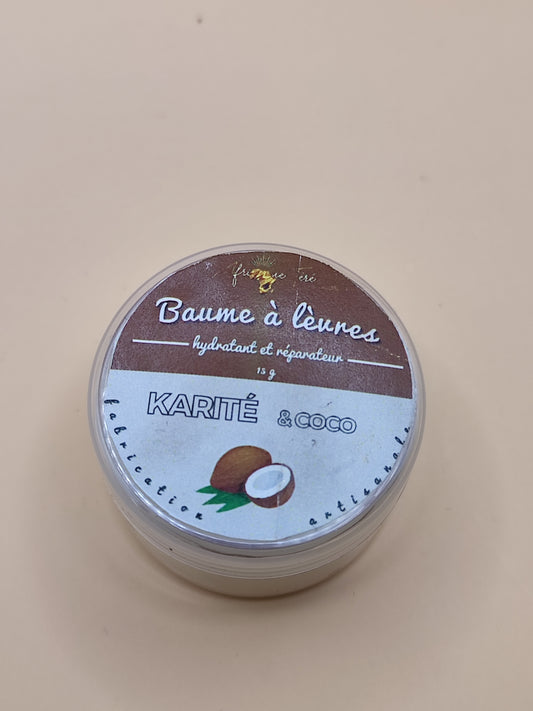 Baume à lèvres
hydratant et réparateur
15 g
KARITÉ & COCO
fabrication artisanale